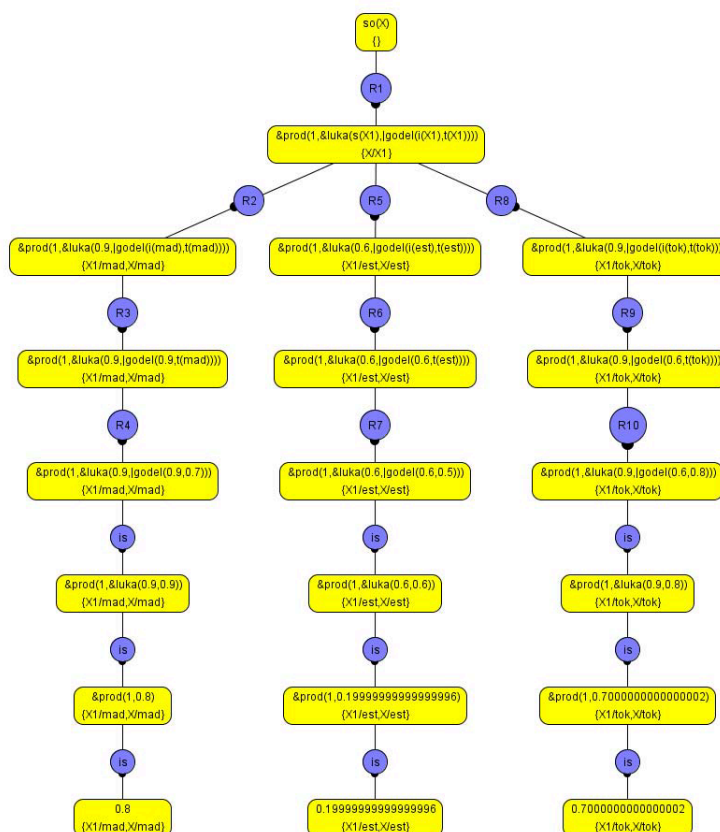 so(X)
{}
R1
&prod(1,&luka(s(X1),|godel(i(X1),t(X1))))
{X/X1}
R2
R5
R8
&prod(1,&luka(0.9,|godel(i(mad),t(mad))))
{X1/mad,X/mad}
&prod(1,&luka(0.6,|godel(i(est),t(est))))
{X1/est,X/est}
&prod(1,&luka(0.9,|godel(i(tok),t(tok)))
{X1/tok,X/tok}
R3
R6
R9
&prod(1,&luka(0.9,|godel(0.9,t(mad))))
{X1/mad,X/mad}
&prod(1,&luka(0.6,|godel(0.6,t(est))))
{X1/est,X/est}
&prod(1,&luka(0.9,|godel(0.6,t(tok))))
{X1/tok,X/tok}
R4
R7
R10
&prod(1,&luka(0.9,|godel(0.9,0.7)))
{X1/mad,X/mad}
&prod(1,&luka(0.6,|godel(0.6,0.5)))
{X1/est,X/est}
&prod(1,&luka(0.9,|godel(0.6,0.8)))
{X1/tok,X/tok}
is
is
is
&prod(1,&luka(0.9,0.9))
{X1/mad,X/mad}
&prod(1,&luka(0.6,0.6))
{X1/est,X/est}
&prod(1,&luka(0.9,0.8))
{X1/tok,X/tok}
is
is
is
&prod(1,0.8)
{X1/mad,X/mad}
&prod(1,0.19999999999999996)
{X1/est,X/est}
&prod(1,0.7000000000000002)
{X1/tok,X/tok}
is
is
is
0.8
{X1/mad,X/mad}
0.19999999999999996
{X1/est,X/est}
0.7000000000000002
{X1/tok,X/tok}